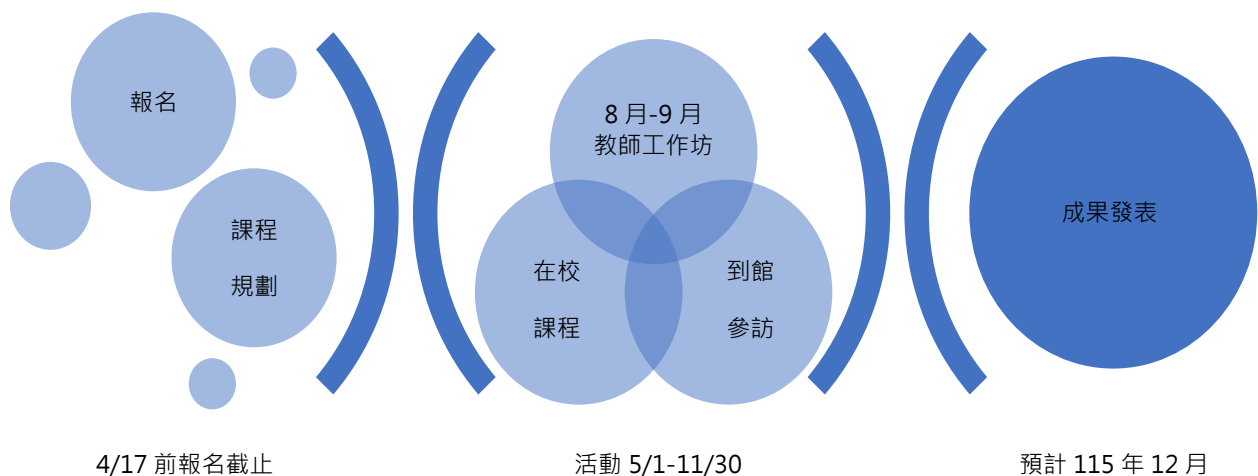 報名
課程
規劃
8 月-9 月
教師工作坊
在校
課程
到館
參訪
成果發表
4/17 前報名截止
活動 5/1-11/30
預計 115 年 12 月